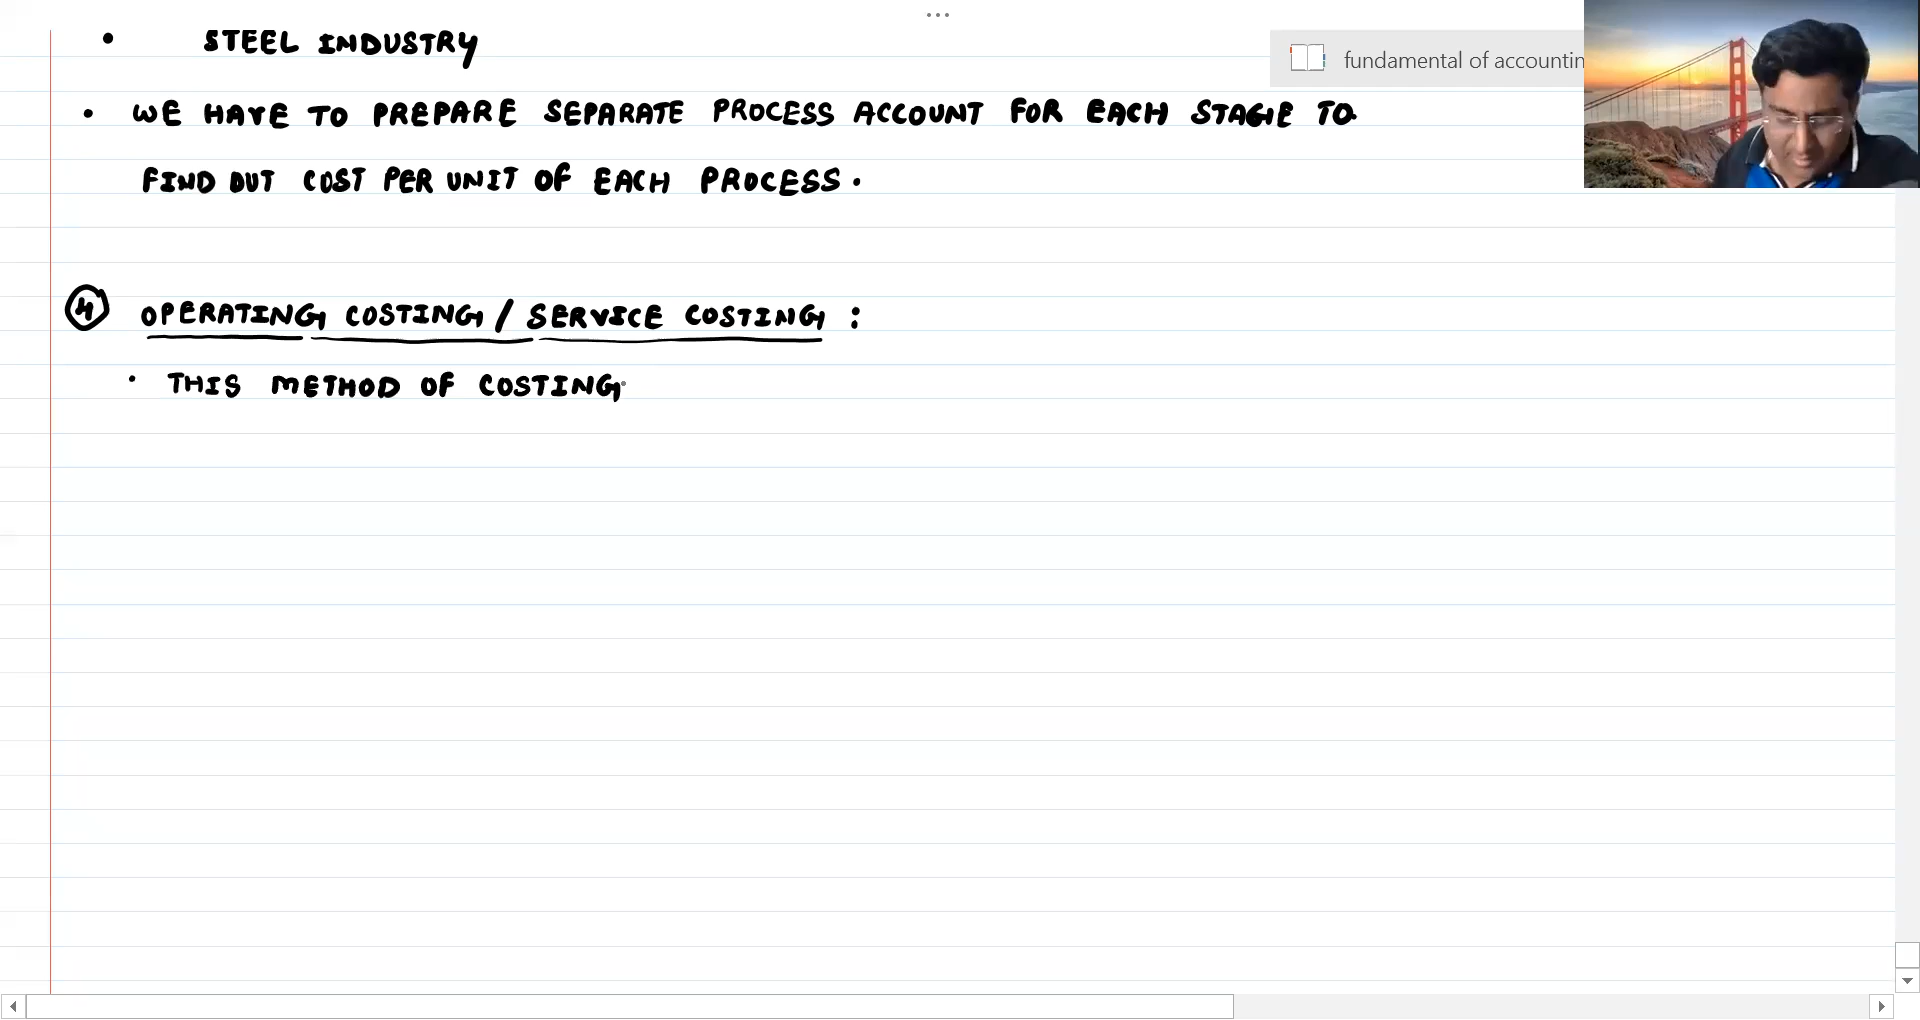 • STEEL INDUSTRY
fundamental of accountin
• WE HAVE TO PREPARE SEPARATE PROCESS ACCOUNT FOR EACH STAGE TO
FIND OUT COST PER UNIT OF EACH PROCESS.
④ OPERATING COSTING / SERVICE COSTING :
• THIS METHOD OF COSTING